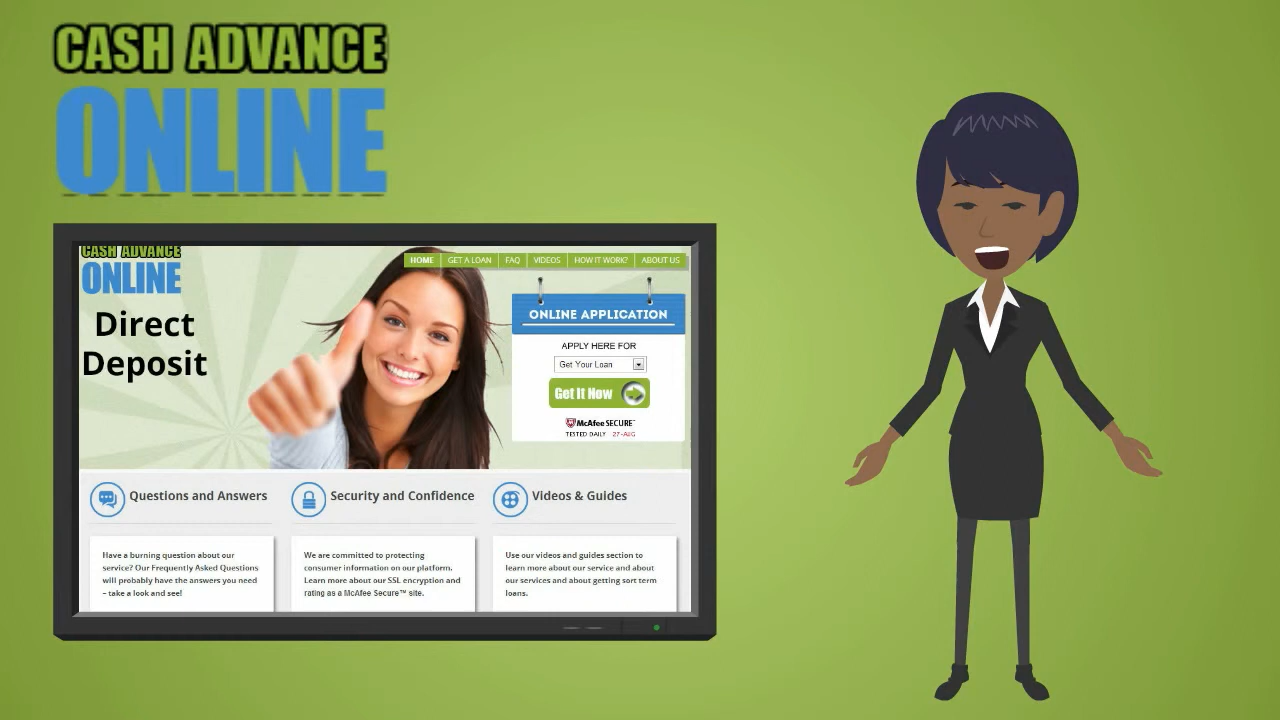 CASH ADVANCE
ONLINE
CASH ADVANCE
ONLINE
HOME GET A LOAN FAQ VIDEOS HOW IT WORK? ABOUT US
Direct
Deposit
ONLINE APPLICATION
APPLY HERE FOR
Get Your Loan
Get It Now
McAfee SECURE™
TESTED DAILY 27-AUG
Questions and Answers
Have a burning question about our
service? Our Frequently Asked Questions
will probably have the answers you need
– take a look and see!
Security and Confidence
We are committed to protecting
consumer information on our platform.
Learn more about our SSL encryption and
rating as a McAfee Secure™ site.
Videos & Guides
Use our videos and guides section to
learn more about our service and about
our services and about getting sort term
loans.